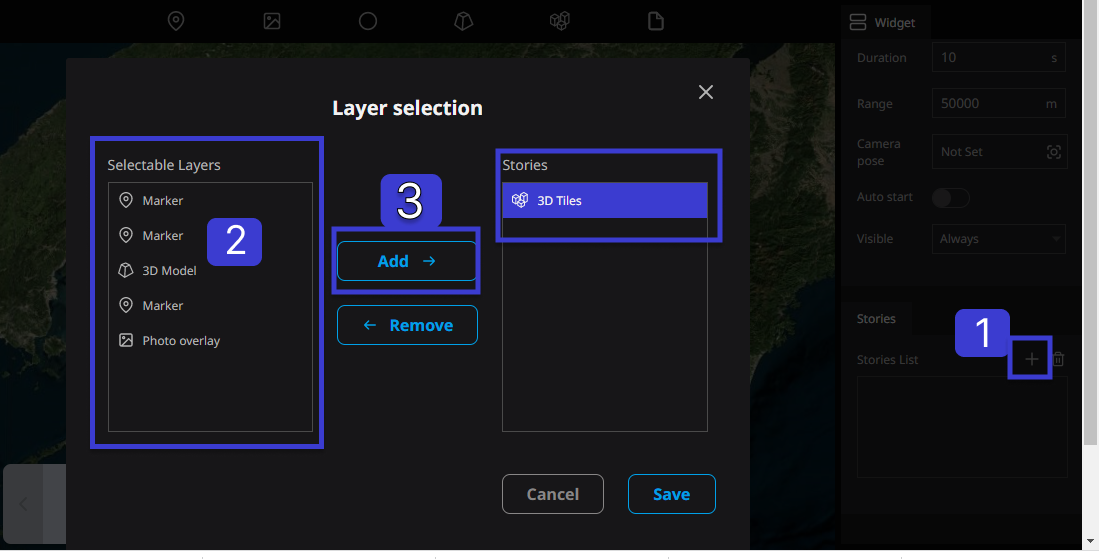 Widget
Duration 10 s
Range 50000 m
Camera pose Not Set
Auto start
Visible Always
Layer selection
Selectable Layers
Marker
Marker
3D Model
Marker
Photo overlay
2
3
Add →
← Remove
Stories
3D Tiles
Cancel
Save
Stories
1
Stories List +